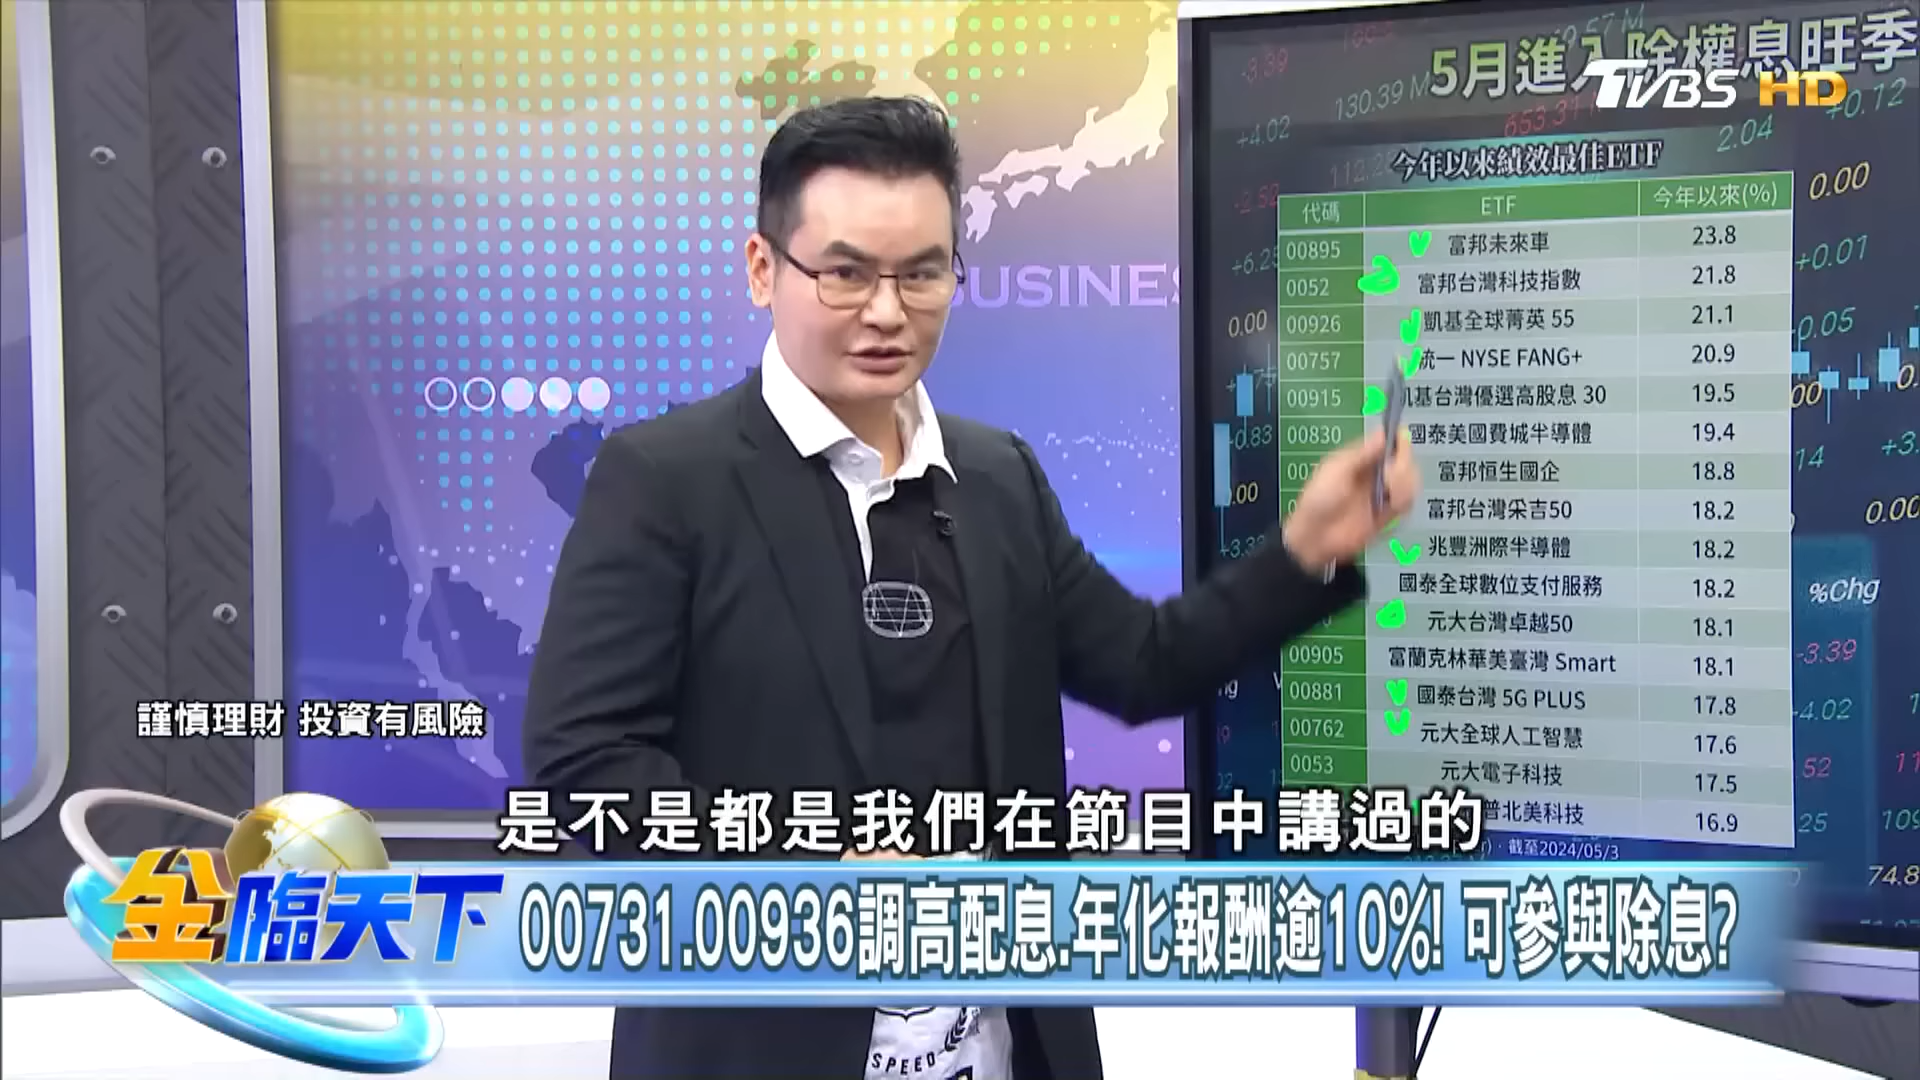 5月進入除權息旺季
TVBS HD
今年以來績效最佳ETF
代碼 ETF 今年以來(%)
00895 富邦未來車 23.8
0052 富邦台灣科技指數 21.8
00926 凱基全球菁英 55 21.1
00757 統一 NYSE FANG+ 20.9
00915 凱基台灣優選高股息 30 19.5
00830 國泰美國費城半導體 19.4
富邦恒生國企 18.8
富邦台灣采吉50 18.2
兆豐洲際半導體 18.2
國泰全球數位支付服務 18.2
元大台灣卓越50 18.1
00905 富蘭克林華美臺灣 Smart 18.1
00881 國泰台灣 5G PLUS 17.8
00762 元大全球人工智慧 17.6
0053 元大電子科技 17.5
普北美科技 16.9
截至2024/05/3
BUSINES
謹慎理財 投資有風險
是不是都是我們在節目中講過的
金臨天下
00731.00936調高配息.年化報酬逾10%! 可參與除息?
SPEED
%Chg